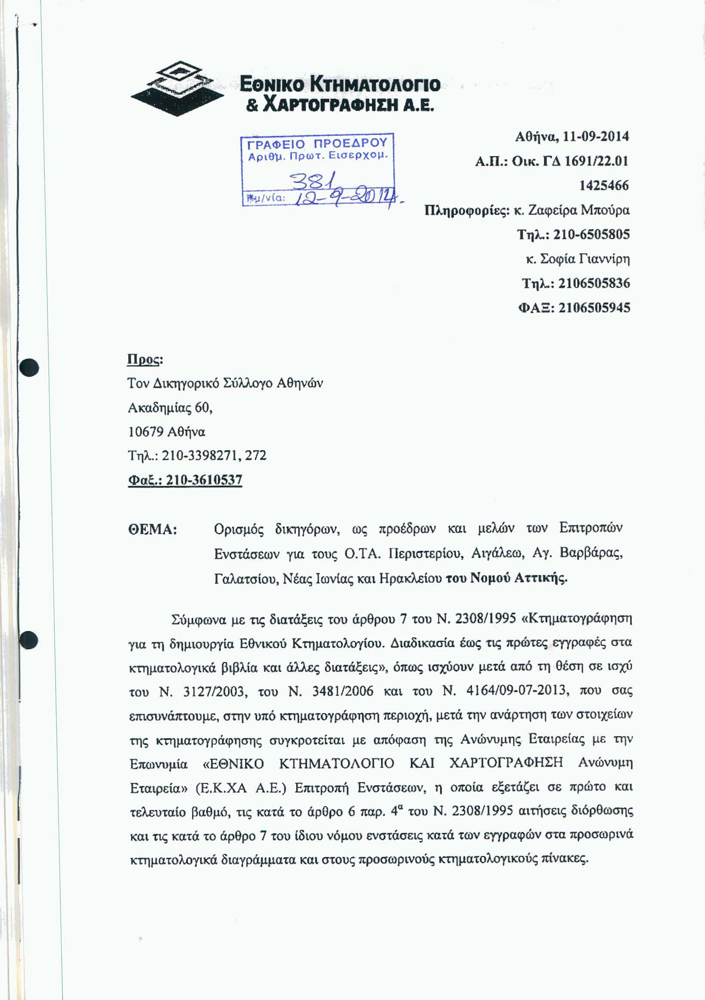 ΕΘΝΙΚΟ ΚΤΗΜΑΤΟΛΟΓΙΟ
& ΧΑΡΤΟΓΡΑΦΗΣΗ Α.Ε.
ΓΡΑΦΕΙΟ ΠΡΟΕΔΡΟΥ
Αριθμ. Πρωτ. Εισερχομ.
381
Ημ/νία: 12-9-2014.
Αθήνα, 11-09-2014
Α.Π.: Οικ. ΓΔ 1691/22.01
1425466
Πληροφορίες: κ. Ζαφείρα Μπούρα
Τηλ.: 210-6505805
κ. Σοφία Γιαννίρη
Τηλ.: 2106505836
ΦΑΞ: 2106505945
Προς:
Τον Δικηγορικό Σύλλογο Αθηνών
Ακαδημίας 60,
10679 Αθήνα
Τηλ.: 210-3398271, 272
Φαξ.: 210-3610537
ΘΕΜΑ: Ορισμός δικηγόρων, ως προέδρων και μελών των Επιτροπών
Ενστάσεων για τους Ο.ΤΑ. Περιστερίου, Αιγάλεω, Αγ. Βαρβάρας,
Γαλατσίου, Νέας Ιωνίας και Ηρακλείου του Νομού Αττικής.
Σύμφωνα με τις διατάξεις του άρθρου 7 του Ν. 2308/1995 «Κτηματογράφηση
για τη δημιουργία Εθνικού Κτηματολογίου. Διαδικασία έως τις πρώτες εγγραφές στα
κτηματολογικά βιβλία και άλλες διατάξεις», όπως ισχύουν μετά από τη θέση σε ισχύ
του Ν. 3127/2003, του Ν. 3481/2006 και του Ν. 4164/09-07-2013, που σας
επισυνάπτουμε, στην υπό κτηματογράφηση περιοχή, μετά την ανάρτηση των στοιχείων
της κτηματογράφησης συγκροτείται με απόφαση της Ανώνυμης Εταιρείας με την
Επωνυμία «ΕΘΝΙΚΟ ΚΤΗΜΑΤΟΛΟΓΙΟ ΚΑΙ ΧΑΡΤΟΓΡΑΦΗΣΗ Ανώνυμη
Εταιρεία» (Ε.Κ.ΧΑ Α.Ε.) Επιτροπή Ενστάσεων, η οποία εξετάζει σε πρώτο και
τελευταίο βαθμό, τις κατά το άρθρο 6 παρ. 4α του Ν. 2308/1995 αιτήσεις διόρθωσης
και τις κατά το άρθρο 7 του ίδιου νόμου ενστάσεις κατά των εγγραφών στα προσωρινά
κτηματολογικά διαγράμματα και στους προσωρινούς κτηματολογικούς πίνακες.